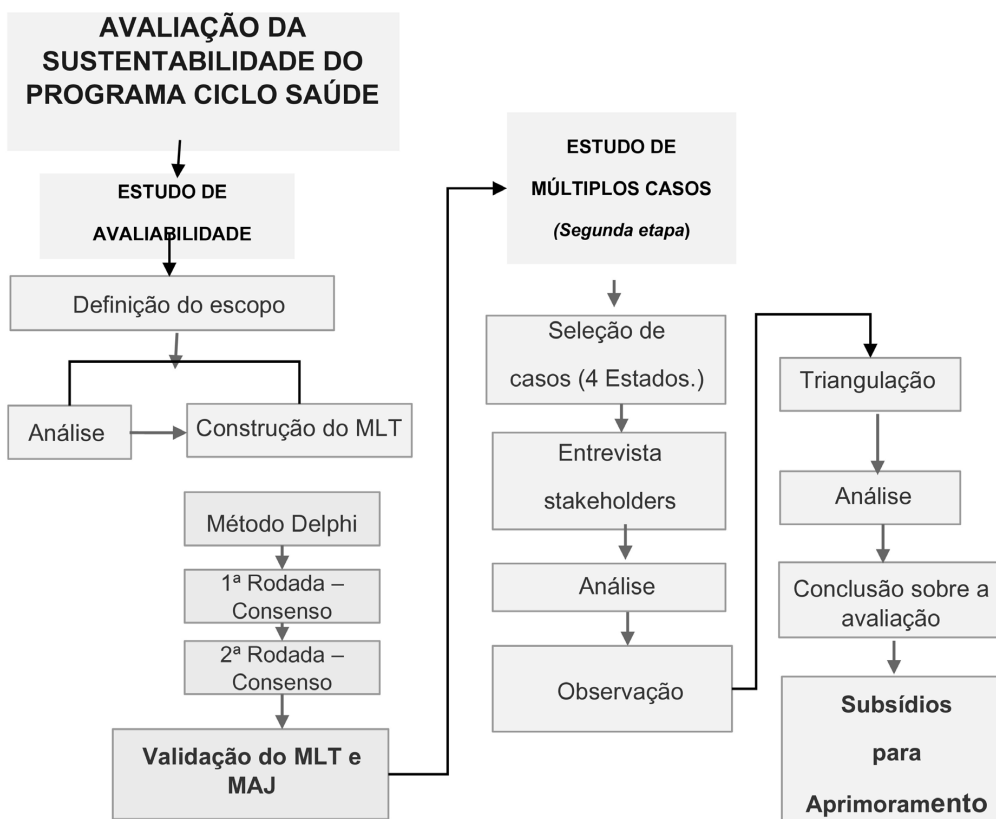 AVALIAÇÃO DA
SUSTENTABILIDADE DO
PROGRAMA CICLO SAÚDE
ESTUDO DE
AVALIABILIDADE
Definição do escopo
Análise
Construção do MLT
Método Delphi
1ª Rodada –
Consenso
2ª Rodada –
Consenso
Validação do MLT e
MAJ
ESTUDO DE
MÚLTIPLOS CASOS
(Segunda etapa)
Seleção de
casos (4 Estados.)
Entrevista
stakeholders
Análise
Observação
Triangulação
Análise
Conclusão sobre a
avaliação
Subsídios
para
Aprimoramento